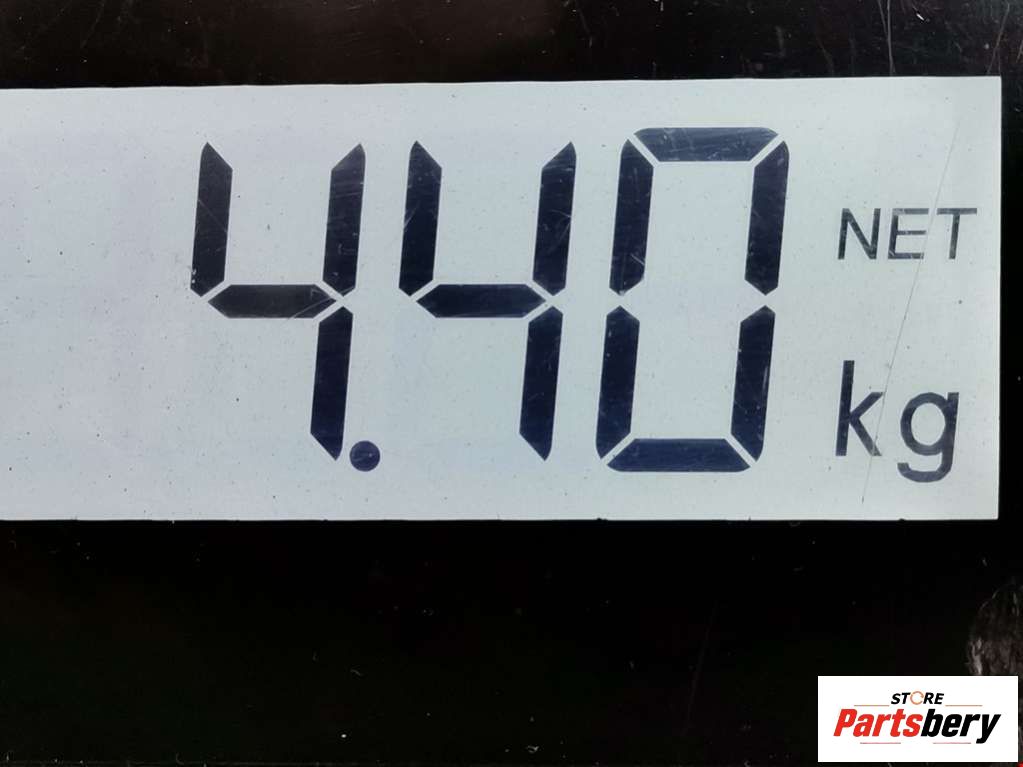 4.40
NET
kg
STORE
Partsbery